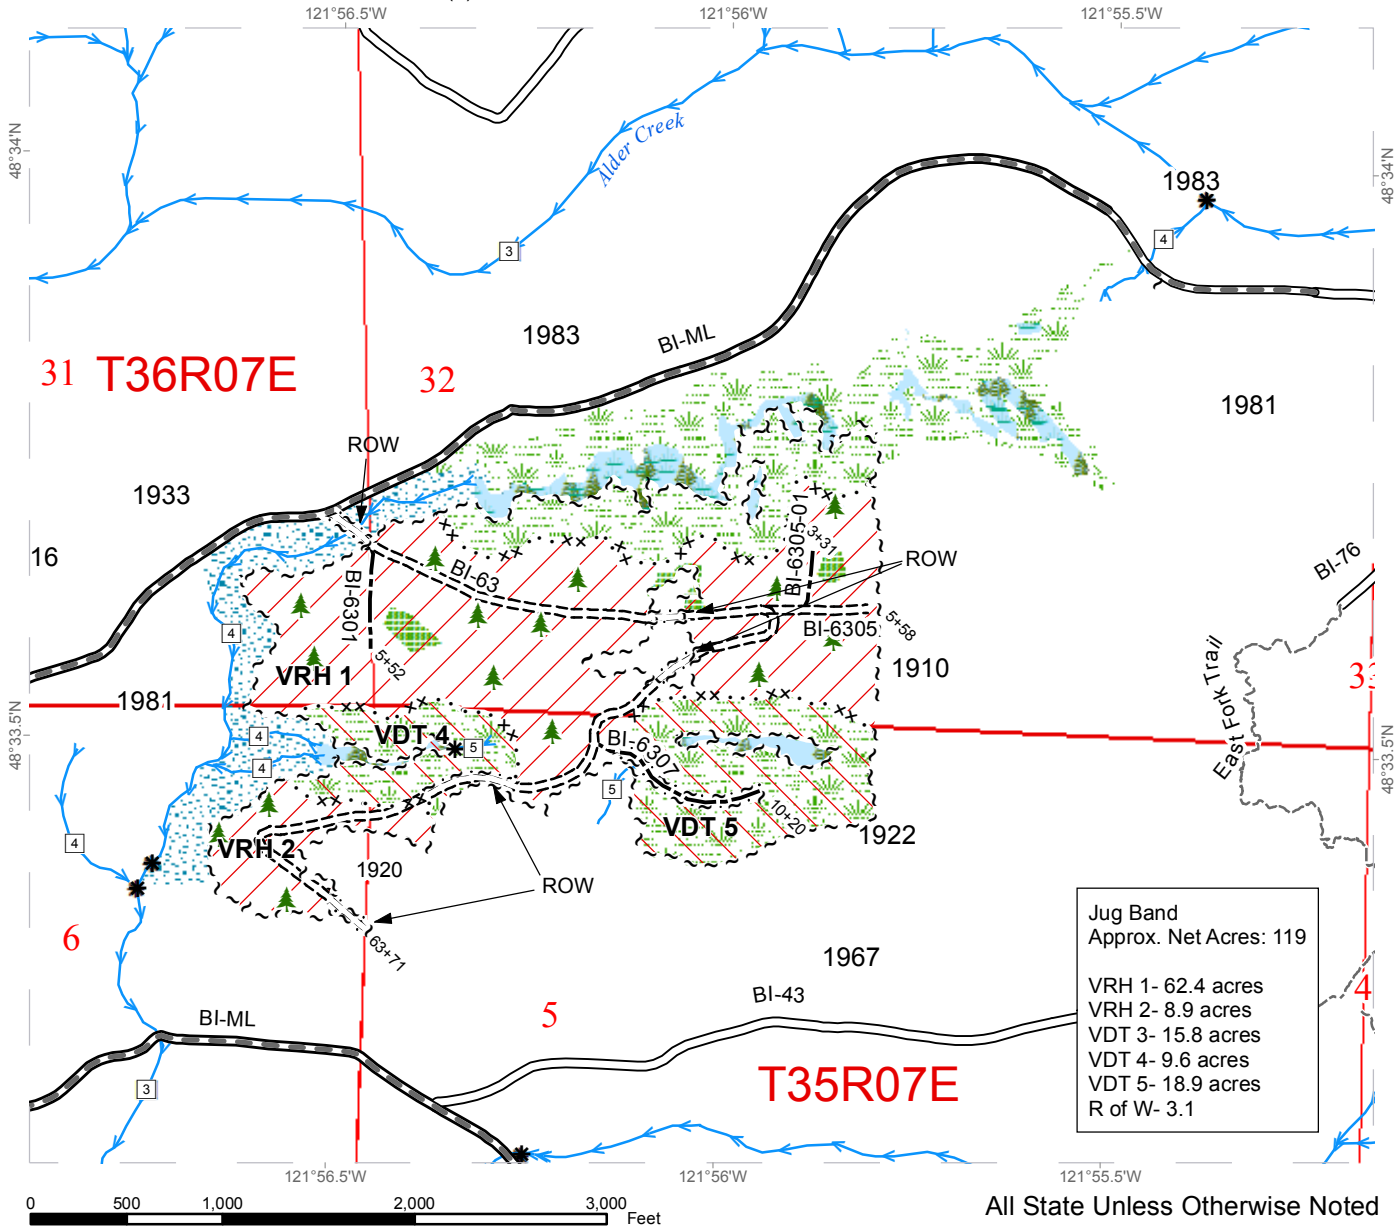 121°56.5'W
121°56'W
121°55.5'W
48°34'N
48°34'N
Alder Creek
1983
4
3
1983
BI-ML
31
T36R07E
32
1981
ROW
1933
BI-6305-01
3+31
16
ROW
BI-76
BI-63
BI-6301
4
BI-6305
5+58
5+52
VRH 1
1910
East Fork Trail
33
1981
48°33.5'N
48°33.5'N
4
VDT 4
5
BI-6307
4
5
10+20
4
VDT 5
1922
VRH 2
1920
ROW
63+71
6
1967
Jug Band
Approx. Net Acres: 119
VRH 1- 62.4 acres
VRH 2- 8.9 acres
VDT 3- 15.8 acres
VDT 4- 9.6 acres
VDT 5- 18.9 acres
R of W- 3.1
4
BI-43
5
BI-ML
3
T35R07E
121°56.5'W
121°56'W
121°55.5'W
0 500 1,000 2,000 3,000
Feet
All State Unless Otherwise Noted